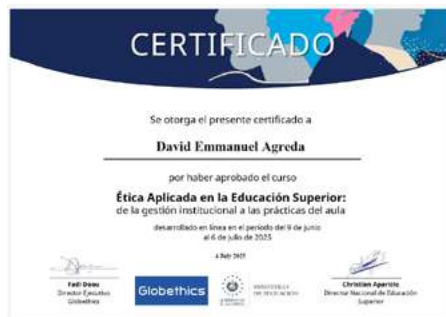 CERTIFICADO
Se otorga el presente certificado a
David Emmanuel Agreda
por haber aprobado el curso
Ética Aplicada en la Educación Superior:
de la gestión institucional a las prácticas del aula
desarrollado en línea en el período del 9 de junio
al 6 de julio de 2025
Fadi Daou
Director Ejecutivo
Globethics
Globethics
MINISTERIO
DE EDUCACIÓN
Christian Aparicio
Director Nacional de Educación
Superior